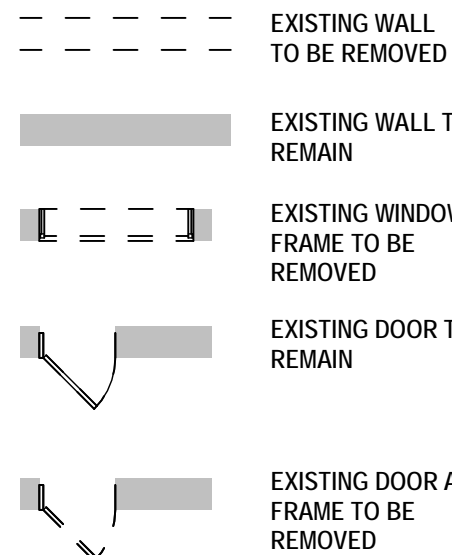 EXISTING WALL
TO BE REMOVED
EXISTING WALL
REMAIN
EXISTING
FRAME TO BE
REMOVED
EXISTING DOOR
REMAIN
EXISTING DOOR
FRAME TO BE
REMOVED